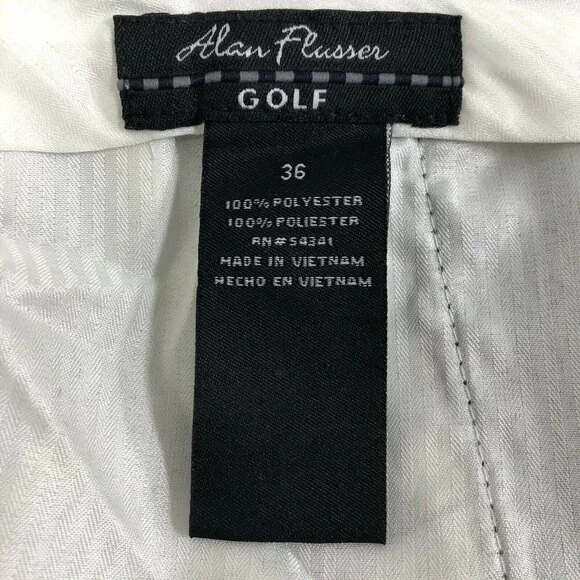 Alan Flusser
GOLF
36
100% POLYESTER
100% POLIESTER
RN# 54341
MADE IN VIETNAM
HECHO EN VIETNAM